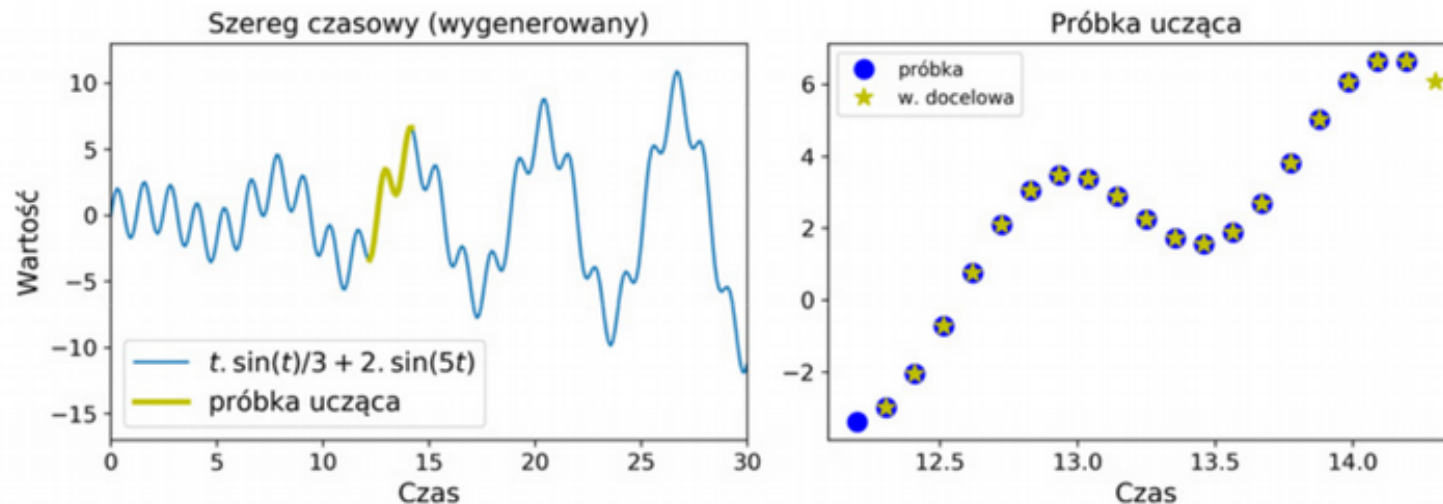 Szereg czasowy (wygenerowany)
Wartość
10
5
0
−5
−10
−15
t. sin(t)/3 + 2. sin(5t)
próbka ucząca
0 5 10 15 20 25 30
Czas
Próbka ucząca
próbka
w. docelowa
6
4
2
0
−2
12.5 13.0 13.5 14.0
Czas